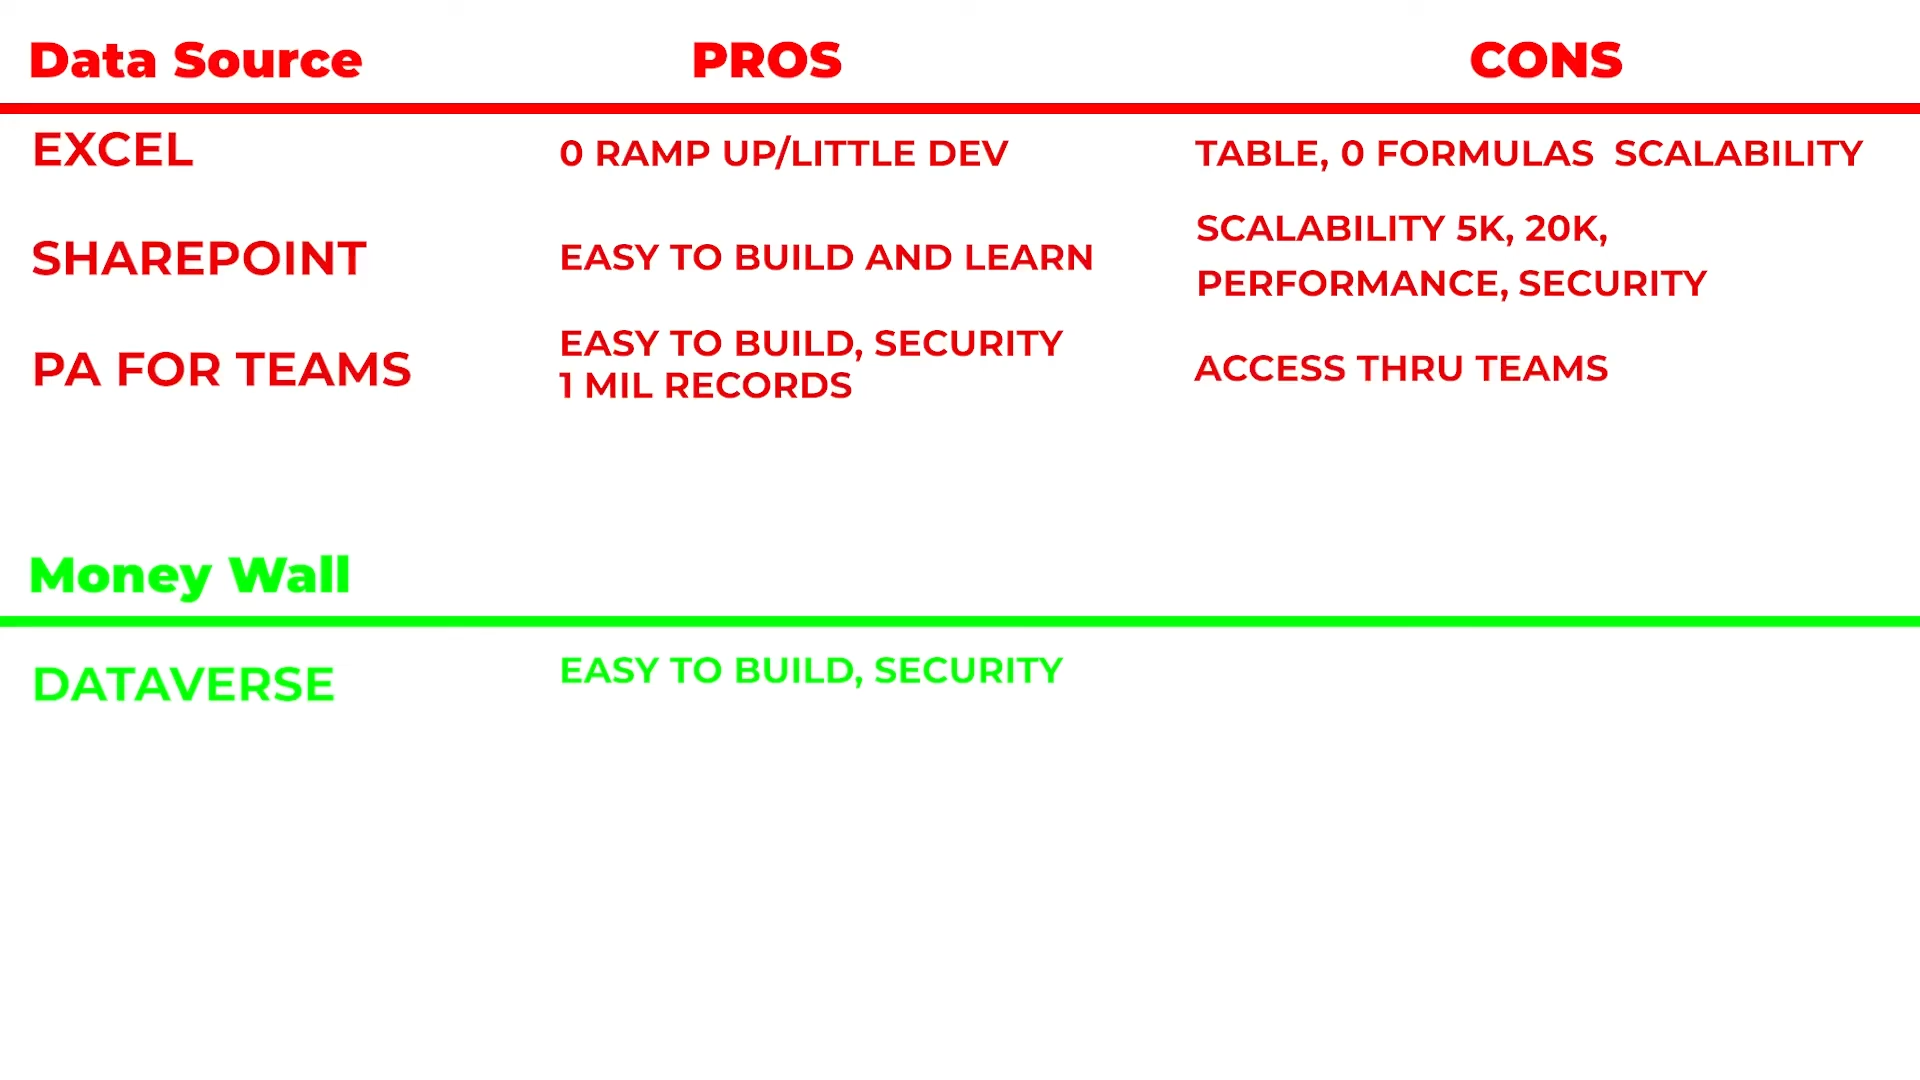 Data Source PROS CONS
EXCEL 0 RAMP UP/LITTLE DEV TABLE, 0 FORMULAS SCALABILITY
SHAREPOINT EASY TO BUILD AND LEARN SCALABILITY 5K, 20K,
PERFORMANCE, SECURITY
PA FOR TEAMS EASY TO BUILD, SECURITY
1 MIL RECORDS ACCESS THRU TEAMS
Money Wall
DATAVERSE EASY TO BUILD, SECURITY